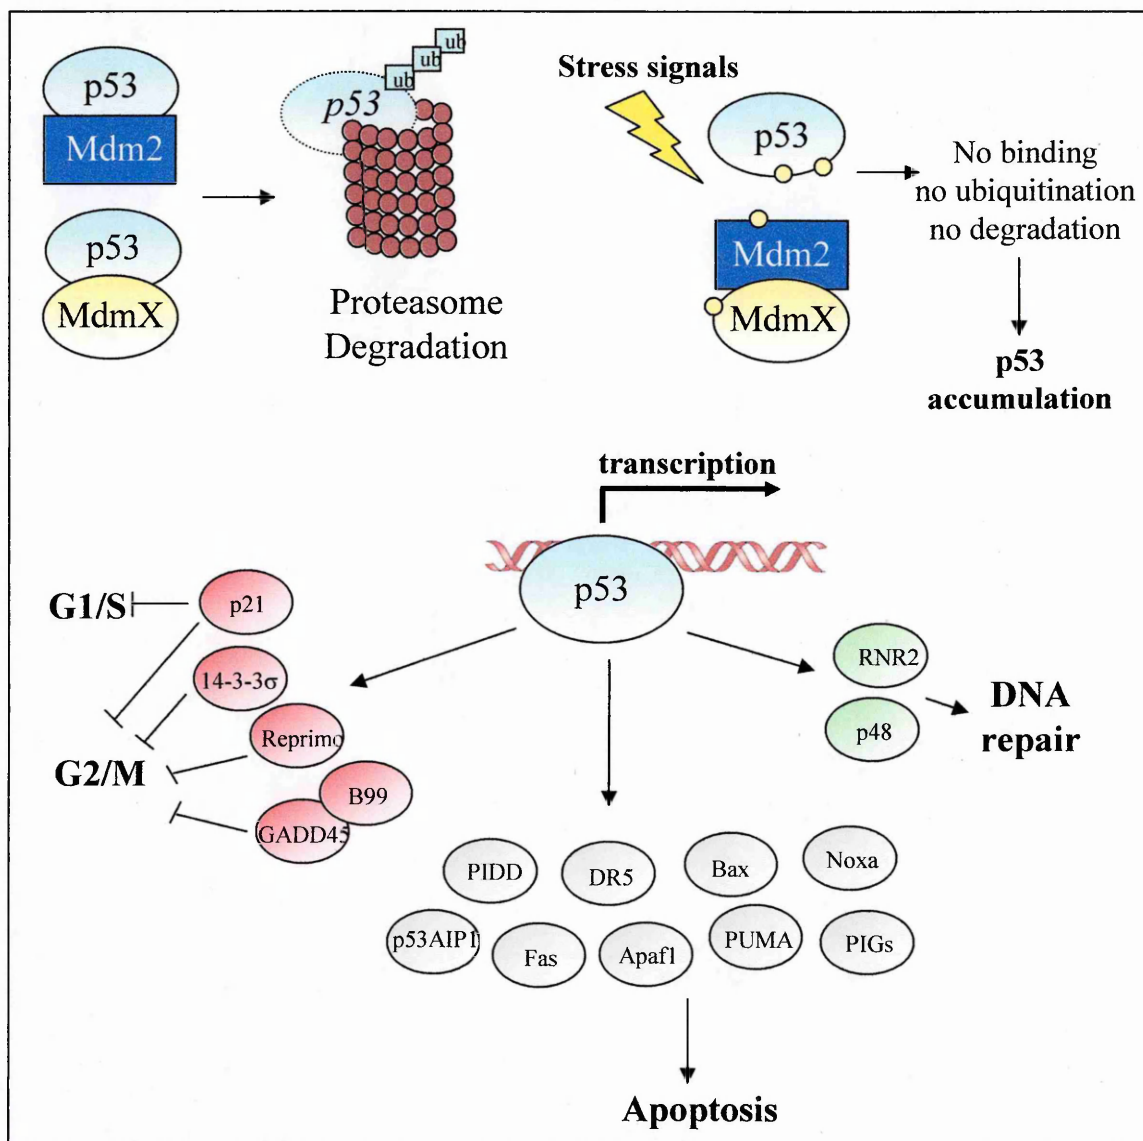 p53
Mdm2
p53
MdmX
p53
ub
ub
ub
Proteasome
Degradation
Stress signals
p53
Mdm2
MdmX
No binding
no ubiquitination
no degradation
p53
accumulation
transcription
p53
G1/S
p21
14-3-3σ
Reprimo
G2/M
B99
GADD45
RNR2
p48
DNA
repair
PIDD
DR5
Bax
Noxa
p53AIP1
Fas
Apaf1
PUMA
PIGs
Apoptosis